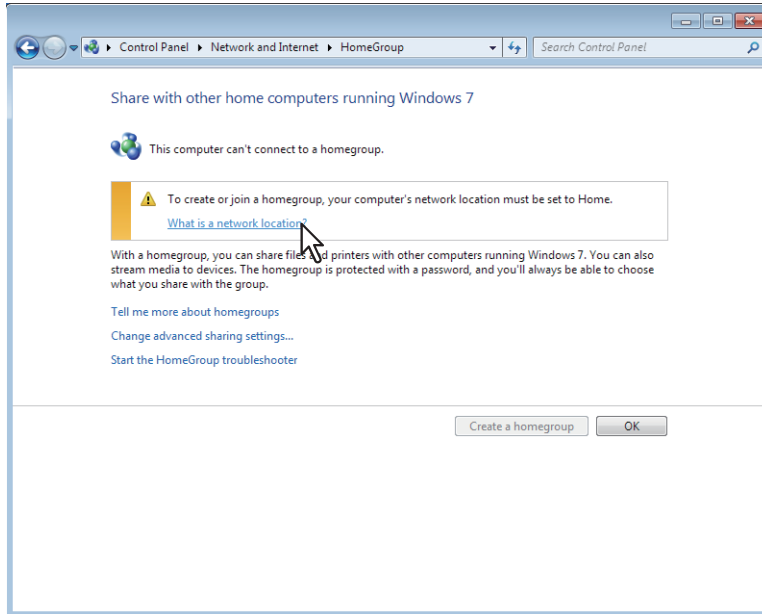 Control Panel Network and Internet HomeGroup
Search Control Panel
Share with other home computers running Windows 7
This computer can't connect to a homegroup.
To create or join a homegroup, your computer's network location must be set to Home.
What is a network location?
With a homegroup, you can share files and printers with other computers running Windows 7. You can also
stream media to devices. The homegroup is protected with a password, and you'll always be able to choose
what you share with the group.
Tell me more about homegroups
Change advanced sharing settings...
Start the HomeGroup troubleshooter
Create a homegroup
OK